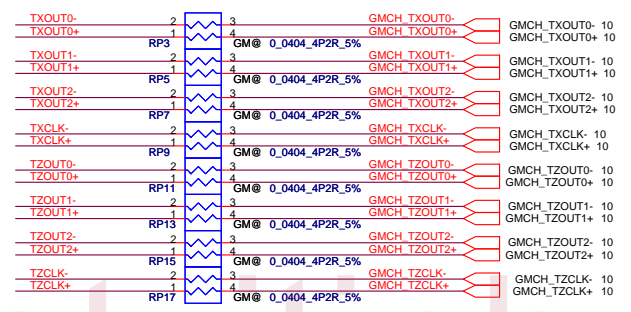 TXOUT0- 2 3 GMCH_TXOUT0- GMCH_TXOUT0- 10
TXOUT0+ 1 4 GMCH_TXOUT0+ GMCH_TXOUT0+ 10
RP3 GM@ 0_0404_4P2R_5%
TXOUT1- 2 3 GMCH_TXOUT1- GMCH_TXOUT1- 10
TXOUT1+ 1 4 GMCH_TXOUT1+ GMCH_TXOUT1+ 10
RP5 GM@ 0_0404_4P2R_5%
TXOUT2- 2 3 GMCH_TXOUT2- GMCH_TXOUT2- 10
TXOUT2+ 1 4 GMCH_TXOUT2+ GMCH_TXOUT2+ 10
RP7 GM@ 0_0404_4P2R_5%
TXCLK- 2 3 GMCH_TXCLK- GMCH_TXCLK- 10
TXCLK+ 1 4 GMCH_TXCLK+ GMCH_TXCLK+ 10
RP9 GM@ 0_0404_4P2R_5%
TZOUT0- 2 3 GMCH_TZOUT0- GMCH_TZOUT0- 10
TZOUT0+ 1 4 GMCH_TZOUT0+ GMCH_TZOUT0+ 10
RP11 GM@ 0_0404_4P2R_5%
TZOUT1- 2 3 GMCH_TZOUT1- GMCH_TZOUT1- 10
TZOUT1+ 1 4 GMCH_TZOUT1+ GMCH_TZOUT1+ 10
RP13 GM@ 0_0404_4P2R_5%
TZOUT2- 2 3 GMCH_TZOUT2- GMCH_TZOUT2- 10
TZOUT2+ 1 4 GMCH_TZOUT2+ GMCH_TZOUT2+ 10
RP15 GM@ 0_0404_4P2R_5%
TZCLK- 2 3 GMCH_TZCLK- GMCH_TZCLK- 10
TZCLK+ 1 4 GMCH_TZCLK+ GMCH_TZCLK+ 10
RP17 GM@ 0_0404_4P2R_5%